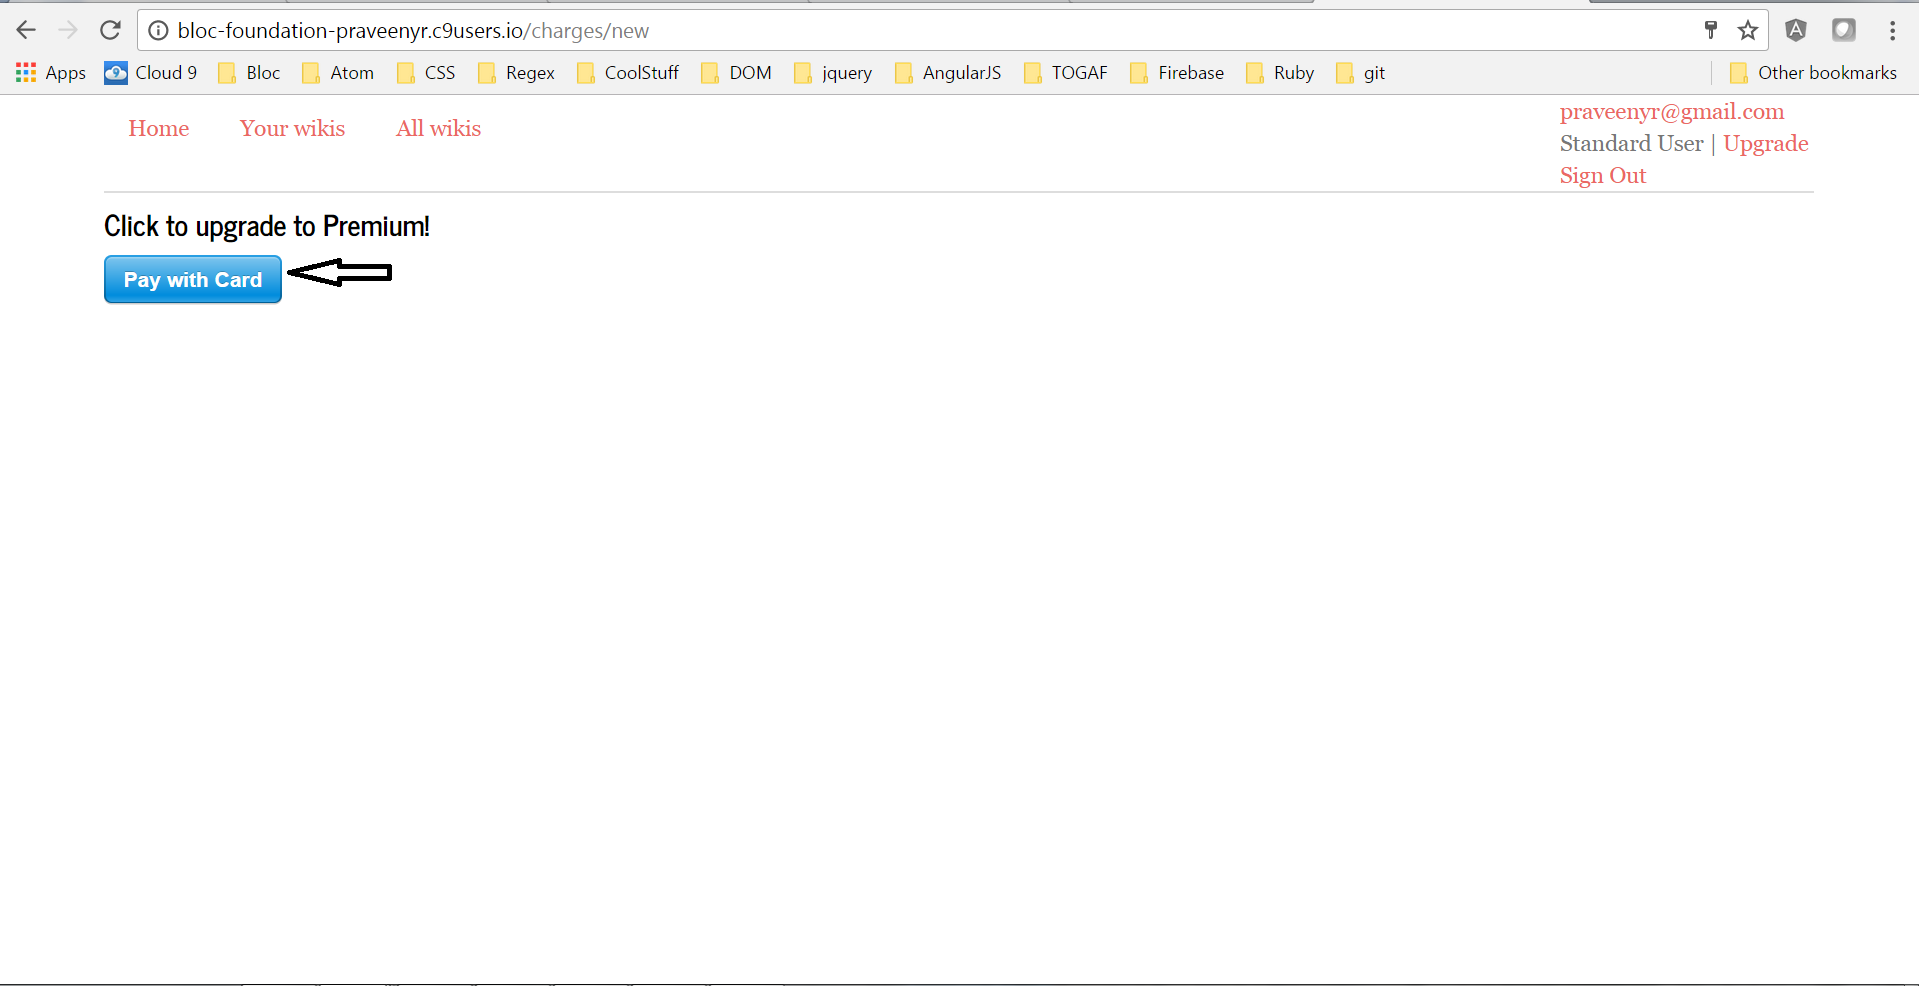 bloc-foundation-praveenyr.c9users.io/charges/new
Apps Cloud 9 Bloc Atom CSS Regex CoolStuff DOM jquery AngularJS TOGAF Firebase Ruby git Other bookmarks
Home Your wikis All wikis
praveenyr@gmail.com
Standard User | Upgrade
Sign Out
Click to upgrade to Premium!
Pay with Card